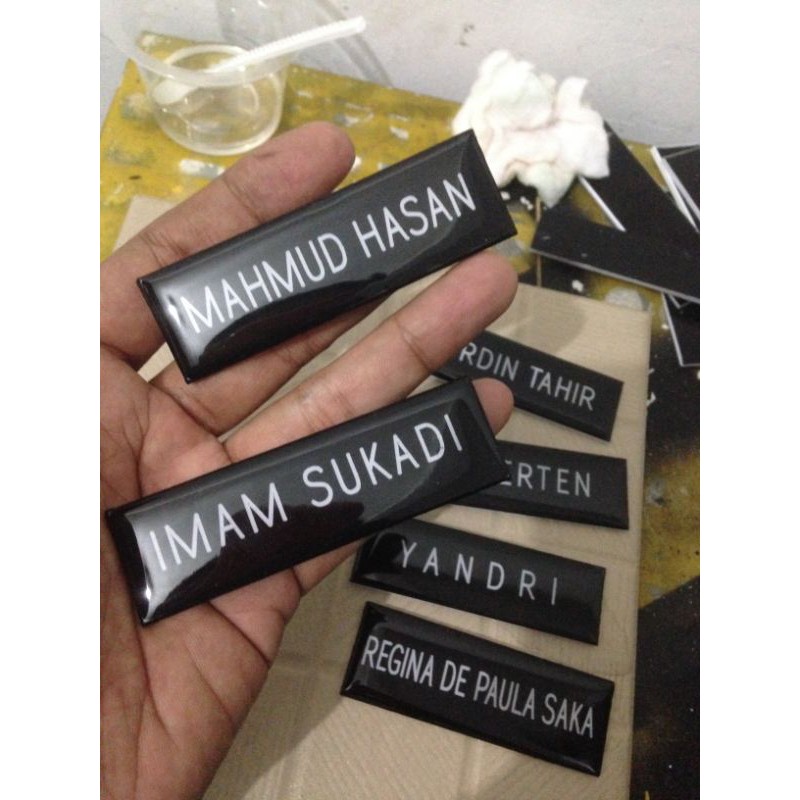 MAHMUD HASAN
IMAM SUKADI
TAHIR
YANDRI
REGINA DE PAULA SAKA